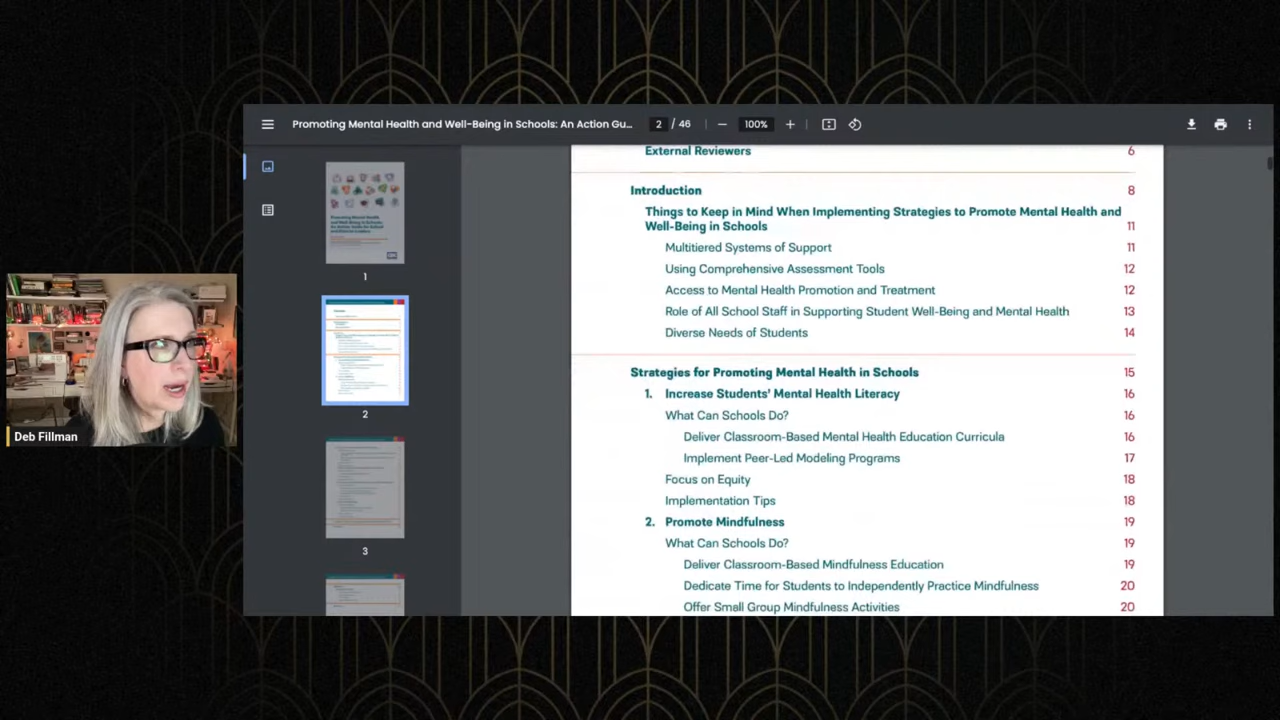 Promoting Mental Health and Well-Being in Schools: An Action Gu... 2 / 46 100%
1
2
3
Deb Fillman
External Reviewers 6
Introduction 8
Things to Keep in Mind When Implementing Strategies to Promote Mental Health and
Well-Being in Schools 11
Multitiered Systems of Support 11
Using Comprehensive Assessment Tools 12
Access to Mental Health Promotion and Treatment 12
Role of All School Staff in Supporting Student Well-Being and Mental Health 13
Diverse Needs of Students 14
Strategies for Promoting Mental Health in Schools 15
1. Increase Students' Mental Health Literacy 16
What Can Schools Do? 16
Deliver Classroom-Based Mental Health Education Curricula 16
Implement Peer-Led Modeling Programs 17
Focus on Equity 18
Implementation Tips 18
2. Promote Mindfulness 19
What Can Schools Do? 19
Deliver Classroom-Based Mindfulness Education 19
Dedicate Time for Students to Independently Practice Mindfulness 20
Offer Small Group Mindfulness Activities 20